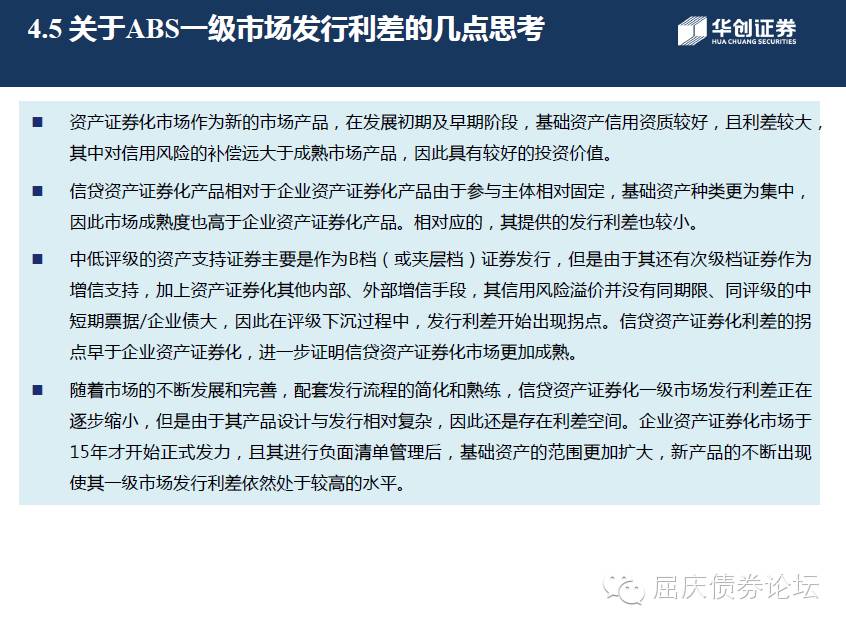 4.5 关于ABS一级市场发行利差的几点思考
华创证券
HUA CHUANG SECURITIES
■ 资产证券化市场作为新的市场产品，在发展初期及早期阶段，基础资产信用资质较好，且利差较大，
其中对信用风险的补偿远大于成熟市场产品，因此具有较好的投资价值。
■ 信贷资产证券化产品相对于企业资产证券化产品由于参与主体相对固定，基础资产种类更为集中，
因此市场成熟度也高于企业资产证券化产品。相对应的，其提供的发行利差也较小。
■ 中低评级的资产支持证券主要是作为B档（或夹层档）证券发行，但是由于其还有次级档证券作为
增信支持，加上资产证券化其他内部、外部增信手段，其信用风险溢价并没有同期限、同评级的中
短期票据/企业债大，因此在评级下沉过程中，发行利差开始出现拐点。信贷资产证券化利差的拐
点早于企业资产证券化，进一步证明信贷资产证券化市场更加成熟。
■ 随着市场的不断发展和完善，配套发行流程的简化和熟练，信贷资产证券化一级市场发行利差正在
逐步缩小，但是由于其产品设计与发行相对复杂，因此还是存在利差空间。企业资产证券化市场于
15年才开始正式发力，且其进行负面清单管理后，基础资产的范围更加扩大，新产品的不断出现
使其一级市场发行利差依然处于较高的水平。
屈庆债券论坛